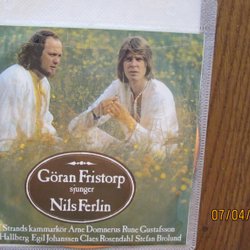 Göran Fristorp
sjunger
Nils Ferlin
Strands kammarkör Arne Domnerus Rune Gustafsson
Hallberg Egil Johanssen Claes Rosendahl Stefan Brolund
07/04